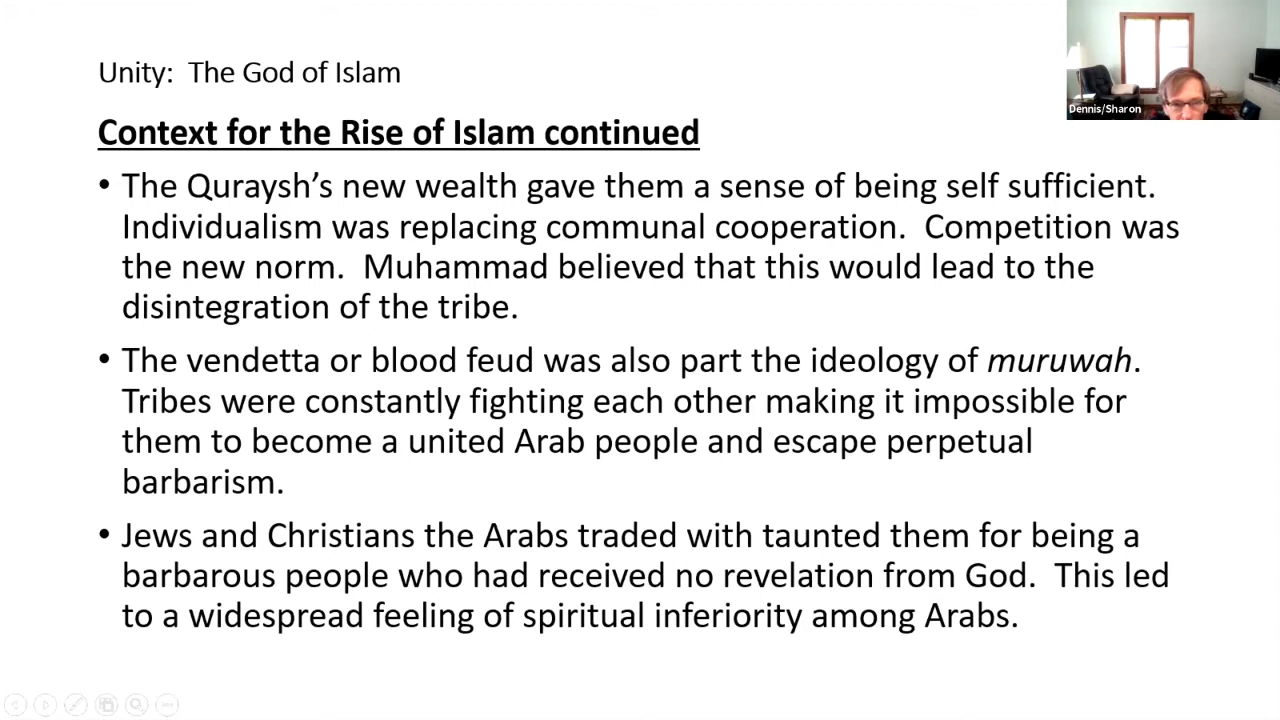 Unity:  The God of Islam
Dennis/Sharon
Context for the Rise of Islam continued
• The Quraysh’s new wealth gave them a sense of being self sufficient.
Individualism was replacing communal cooperation.  Competition was
the new norm.  Muhammad believed that this would lead to the
disintegration of the tribe.
• The vendetta or blood feud was also part the ideology of muruwah.
Tribes were constantly fighting each other making it impossible for
them to become a united Arab people and escape perpetual
barbarism.
• Jews and Christians the Arabs traded with taunted them for being a
barbarous people who had received no revelation from God.  This led
to a widespread feeling of spiritual inferiority among Arabs.